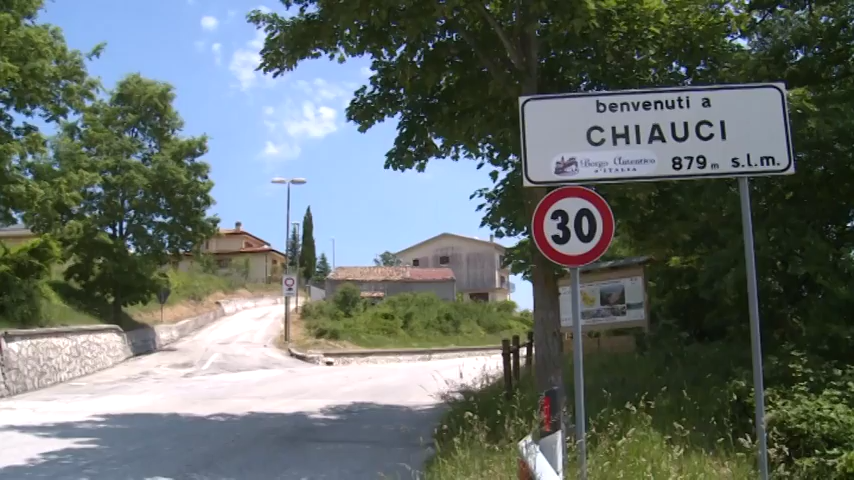 benvenuti a
CHIAUCI
Borgo Autentico
d'ITALIA
879 m s.l.m.
30